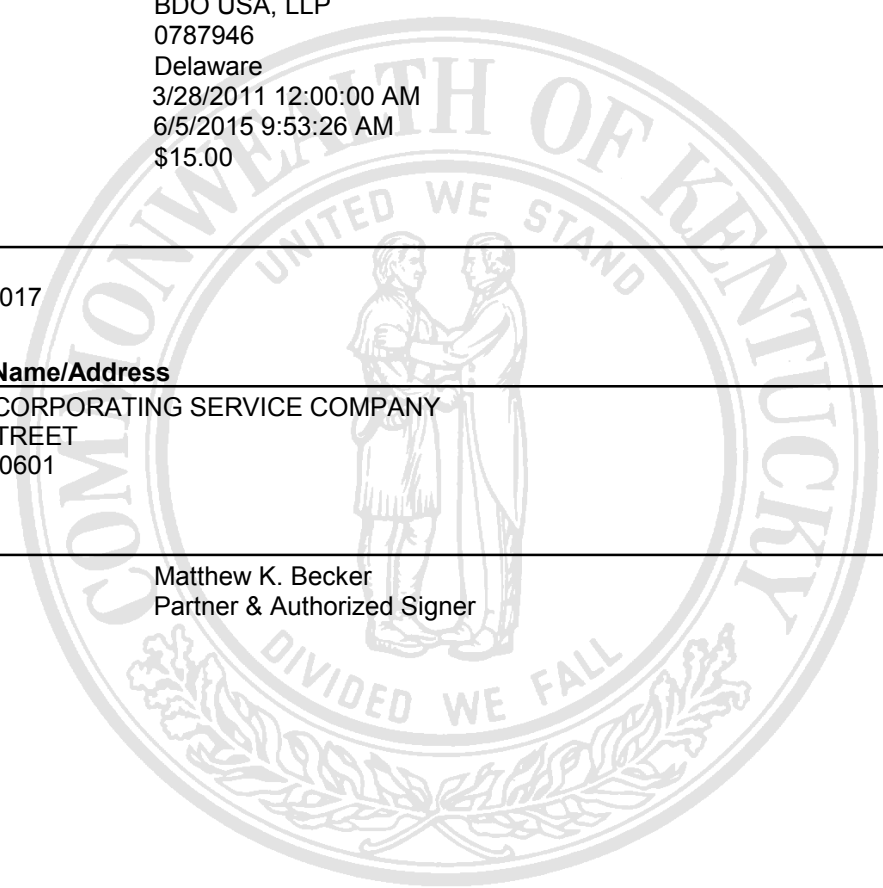 BDO USA, LLP
0787946
Delaware
3/28/2011 12:00:00 AM
6/5/2015 9:53:26 AM
$15.00
017
Name/Address
CORPORATING SERVICE COMPANY
TREET
0601
Matthew K. Becker
Partner & Authorized Signer
COMMONWEALTH OF KENTUCKY
UNITED WE STAND
DIVIDED WE FALL